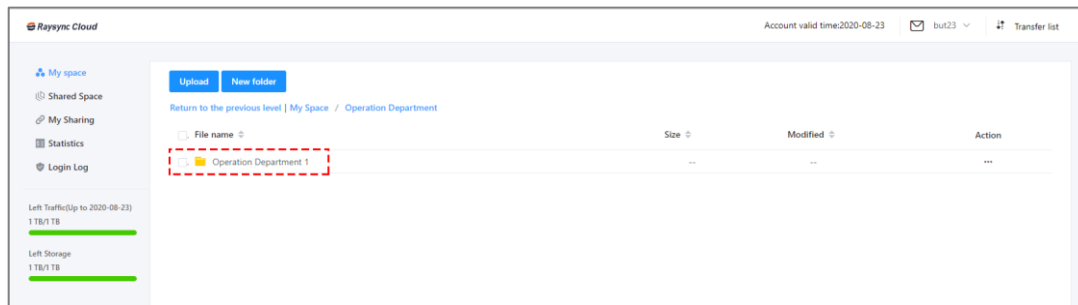 Raysync Cloud
Account valid time:2020-08-23
but23
Transfer list
My space
Shared Space
My Sharing
Statistics
Login Log
Left Traffic(Up to 2020-08-23)
1 TB/1 TB
Left Storage
1 TB/1 TB
Upload
New folder
Return to the previous level | My Space / Operation Department
File name
Size
Modified
Action
Operation Department 1
--
--
...